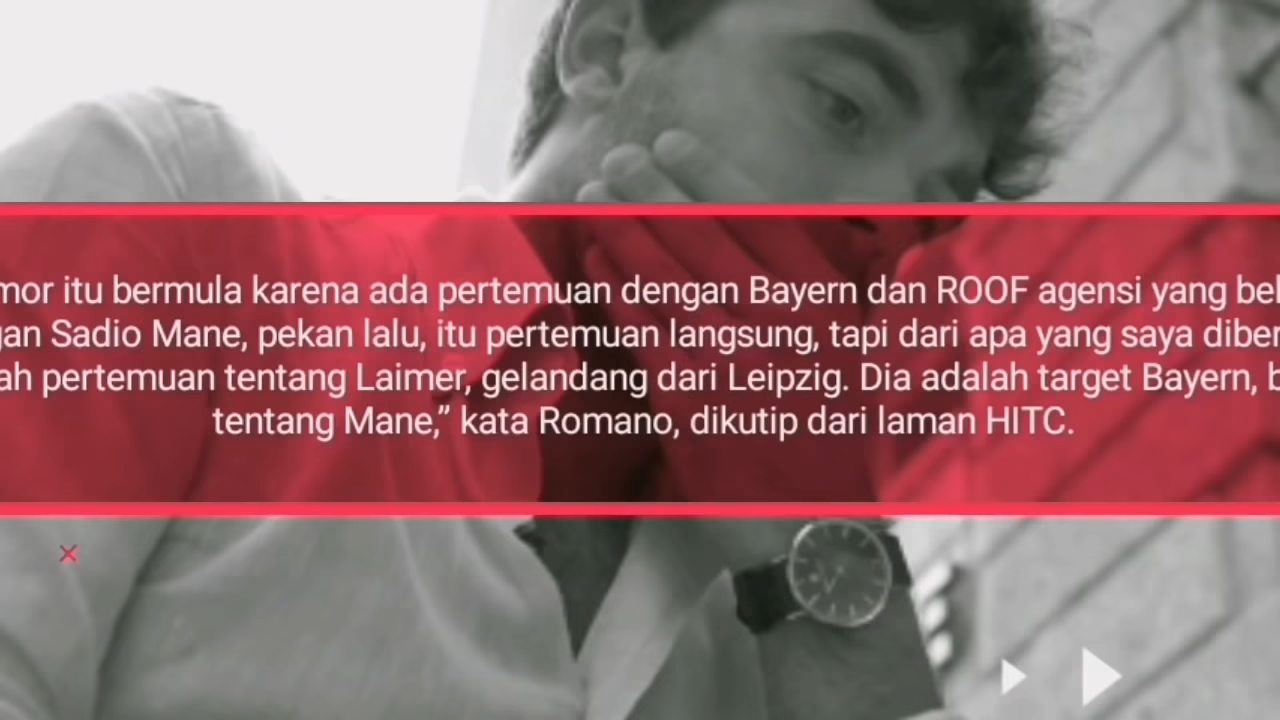 mor itu bermula karena ada pertemuan dengan Bayern dan ROOF agensi yang
gan Sadio Mane, pekan lalu, itu pertemuan langsung, tapi dari apa yang saya
ah pertemuan tentang Laimer, gelandang dari Leipzig. Dia adalah target Bayern,
tentang Mane,” kata Romano, dikutip dari laman HITC.